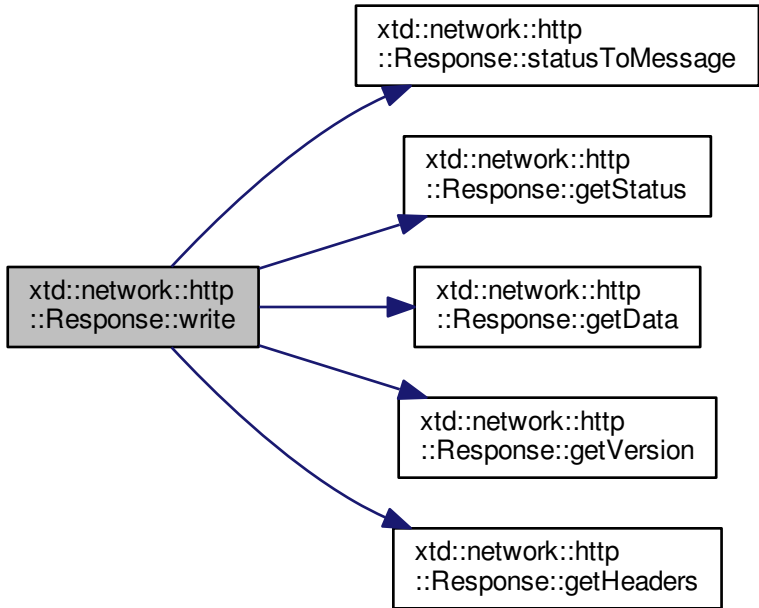 xtd::network::http
::Response::statusToMessage
xtd::network::http
::Response::getStatus
xtd::network::http
::Response::write
xtd::network::http
::Response::getData
xtd::network::http
::Response::getVersion
xtd::network::http
::Response::getHeaders